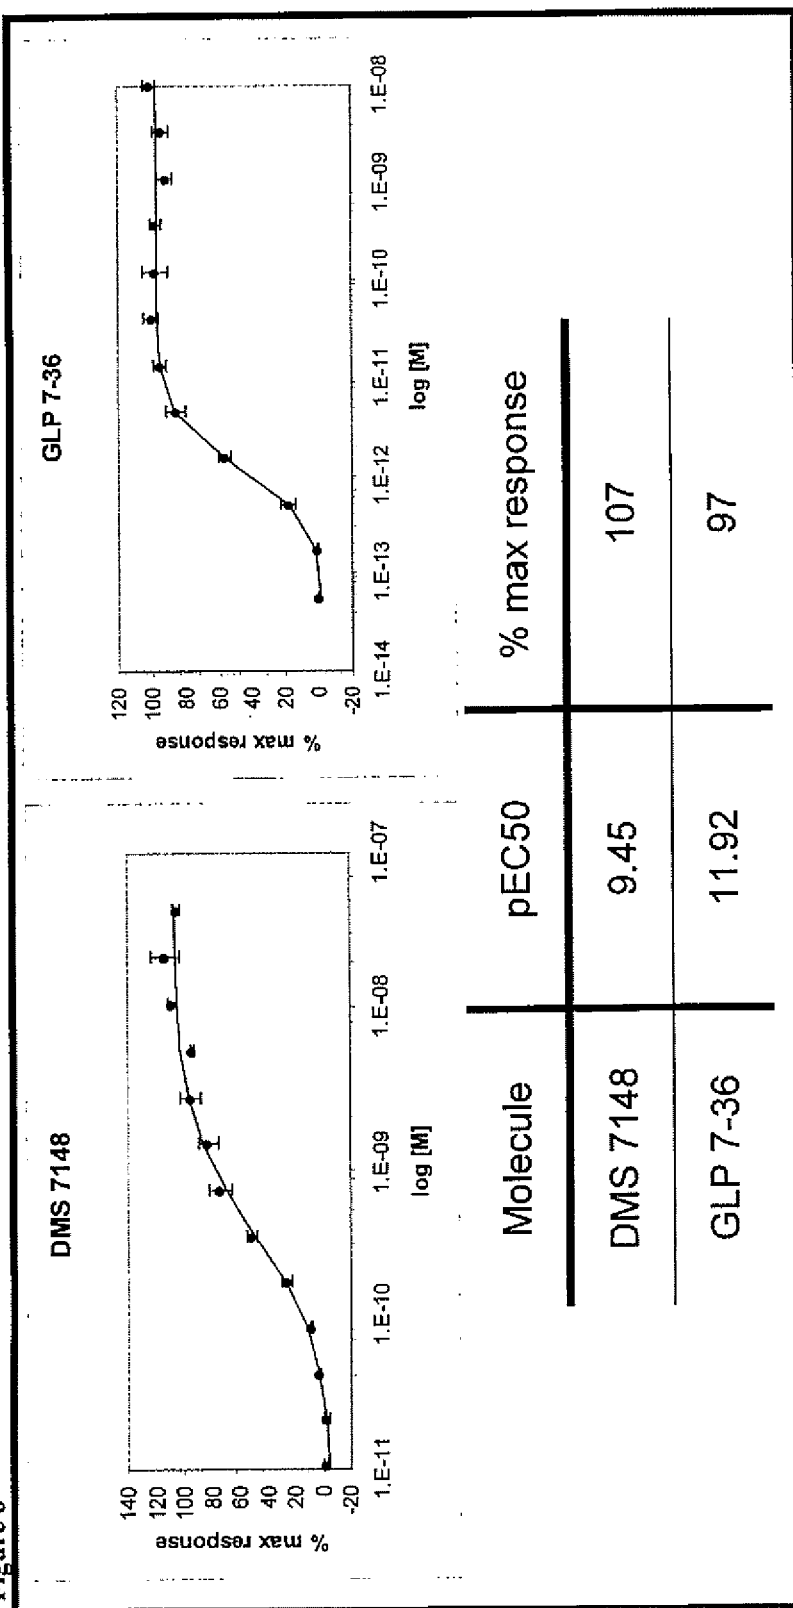 DMS 7148
% max response
140
120
100
80
60
40
20
0
-20
1.E-11
1.E-10
1.E-09
1.E-08
1.E-07
log [M]
GLP 7-36
% max response
120
100
80
60
40
20
0
-20
1.E-14
1.E-13
1.E-12
1.E-11
1.E-10
1.E-09
1.E-08
log [M]
Molecule pEC50 % max response
DMS 7148 9.45 107
GLP 7-36 11.92 97